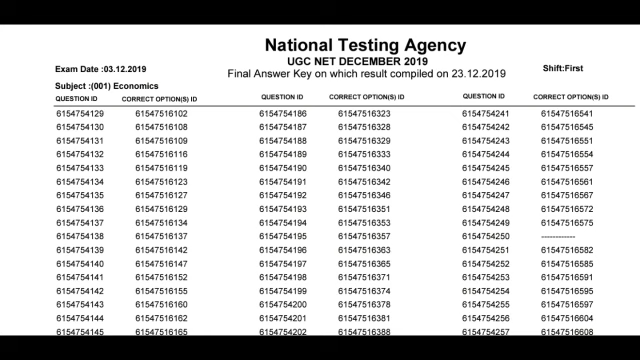 National Testing Agency
UGC NET DECEMBER 2019
Exam Date :03.12.2019 Shift:First
Final Answer Key on which result compiled on 23.12.2019
Subject :(001) Economics
QUESTION ID CORRECT OPTION(S) ID QUESTION ID CORRECT OPTION(S) ID QUESTION ID CORRECT OPTION(S) ID
6154754129 61547516102 6154754186 61547516323 6154754241 61547516541
6154754130 61547516108 6154754187 61547516328 6154754242 61547516545
6154754131 61547516109 6154754188 61547516329 6154754243 61547516551
6154754132 61547516116 6154754189 61547516333 6154754244 61547516554
6154754133 61547516119 6154754190 61547516340 6154754245 61547516557
6154754134 61547516123 6154754191 61547516342 6154754246 61547516561
6154754135 61547516127 6154754192 61547516346 6154754247 61547516567
6154754136 61547516129 6154754193 61547516351 6154754248 61547516572
6154754137 61547516134 6154754194 61547516353 6154754249 61547516575
6154754138 61547516137 6154754195 61547516357 6154754250 ------------
6154754139 61547516142 6154754196 61547516363 6154754251 61547516582
6154754140 61547516147 6154754197 61547516365 6154754252 61547516585
6154754141 61547516152 6154754198 61547516371 6154754253 61547516591
6154754142 61547516155 6154754199 61547516374 6154754254 61547516595
6154754143 61547516160 6154754200 61547516378 6154754255 61547516597
6154754144 61547516162 6154754201 61547516381 6154754256 61547516604
6154754145 61547516165 6154754202 61547516388 6154754257 61547516608